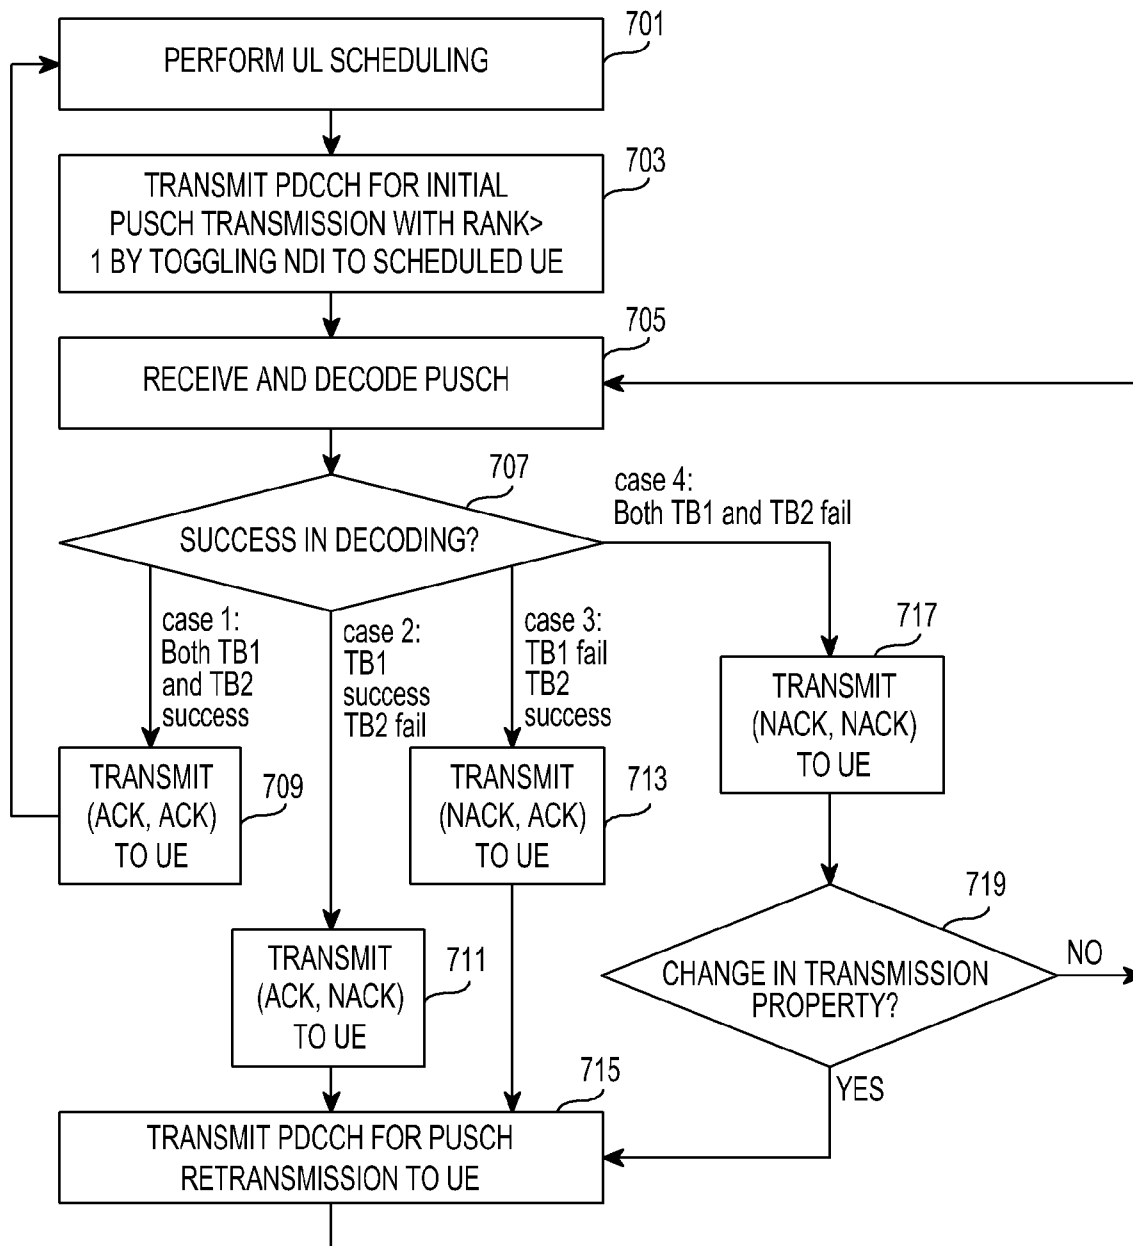 701
PERFORM UL SCHEDULING
703
TRANSMIT PDCCH FOR INITIAL
PUSCH TRANSMISSION WITH RANK>
1 BY TOGGLING NDI TO SCHEDULED UE
705
RECEIVE AND DECODE PUSCH
707
SUCCESS IN DECODING?
case 4:
Both TB1 and TB2 fail
case 1:
Both TB1
and TB2
success
case 2:
TB1
success
TB2 fail
case 3:
TB1 fail
TB2
success
717
TRANSMIT
(NACK, NACK)
TO UE
TRANSMIT
(ACK, ACK)
TO UE
709
TRANSMIT
(NACK, ACK)
TO UE
713
719
CHANGE IN TRANSMISSION
PROPERTY?
NO
YES
TRANSMIT
(ACK, NACK)
TO UE
711
715
TRANSMIT PDCCH FOR PUSCH
RETRANSMISSION TO UE